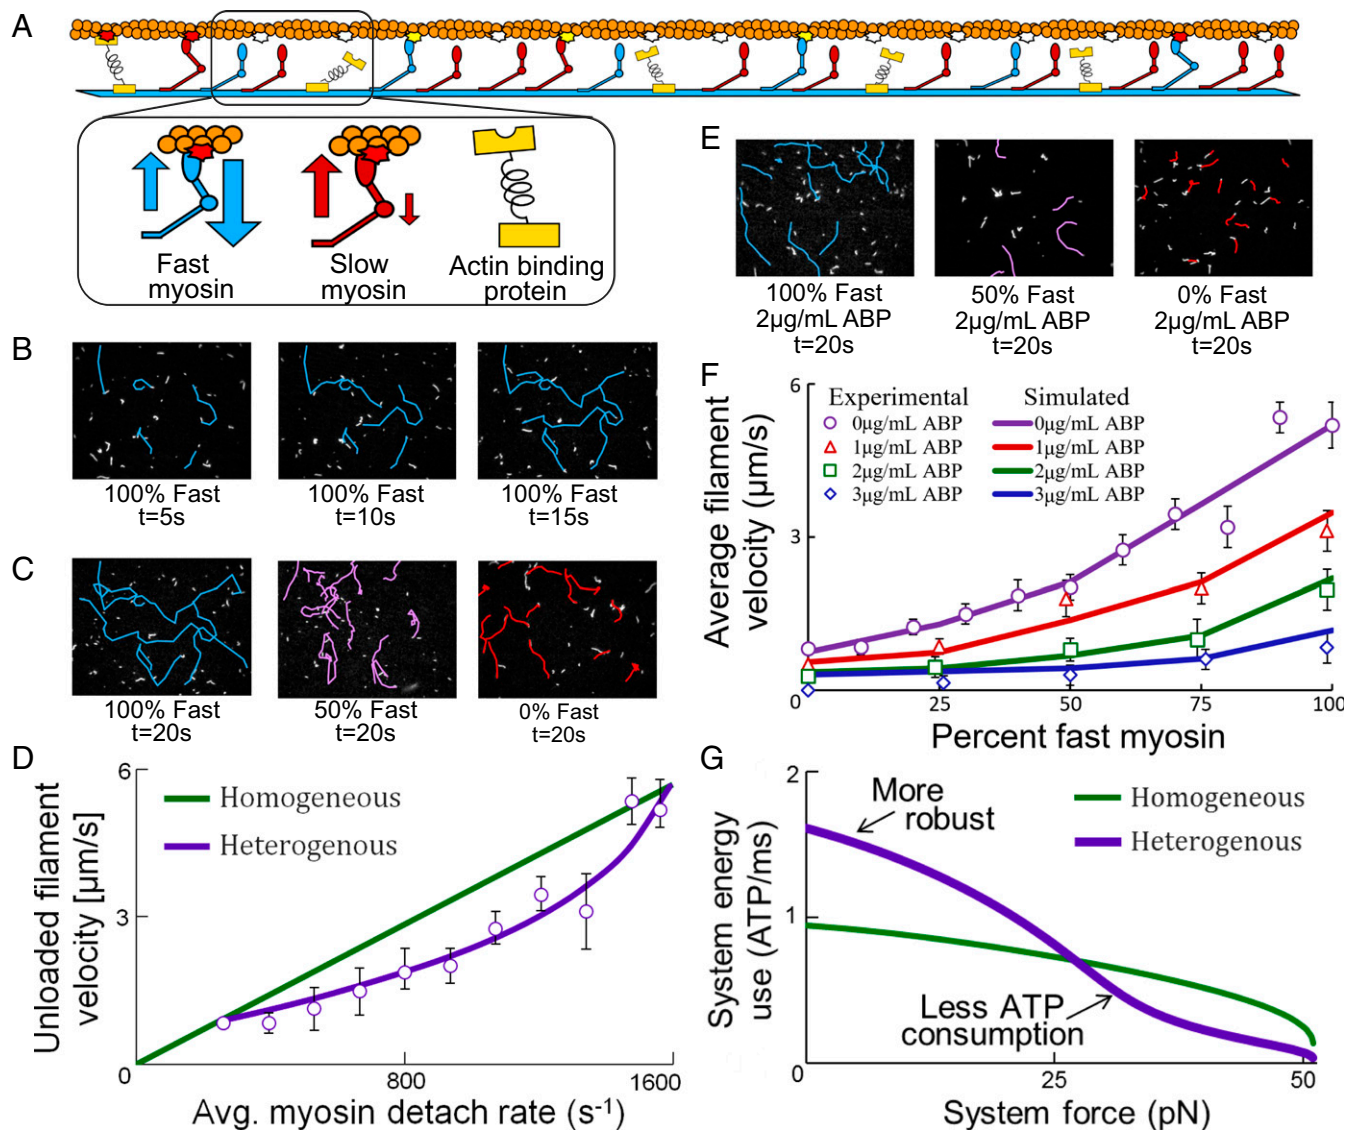 A
Fast
myosin
Slow
myosin
Actin binding
protein
B
100% Fast
t=5s
100% Fast
t=10s
100% Fast
t=15s
C
100% Fast
t=20s
50% Fast
t=20s
0% Fast
t=20s
D
6
3
0
800
1600
Homogeneous
Heterogenous
Unloaded filament
velocity [µm/s]
Avg. myosin detach rate (s⁻¹)
E
100% Fast
2µg/mL ABP
t=20s
50% Fast
2µg/mL ABP
t=20s
0% Fast
2µg/mL ABP
t=20s
F
6
3
0
25
50
75
100
Experimental
0µg/mL ABP
1µg/mL ABP
2µg/mL ABP
3µg/mL ABP
Simulated
0µg/mL ABP
1µg/mL ABP
2µg/mL ABP
3µg/mL ABP
Average filament
velocity (µm/s)
Percent fast myosin
G
2
1
0
0
25
50
More
robust
Homogeneous
Heterogenous
Less ATP
consumption
System energy
use (ATP/ms)
System force (pN)